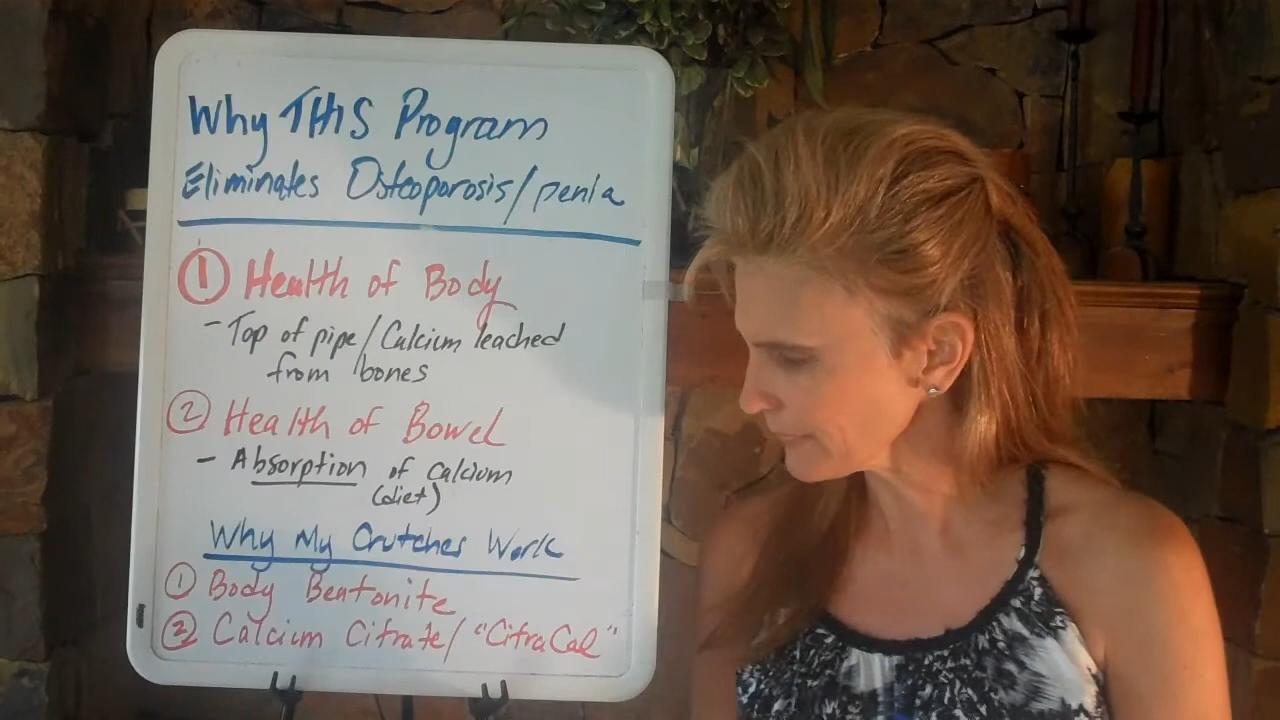 Why THIS Program
Eliminates Osteoporosis/penia
1 Health of Body
- Top of pipe/Calcium leached
from bones
2 Health of Bowel
- Absorption of Calcium
(diet)
Why My Crutches Work
1 Body Bentonite
2 Calcium Citrate/"CitraCal"